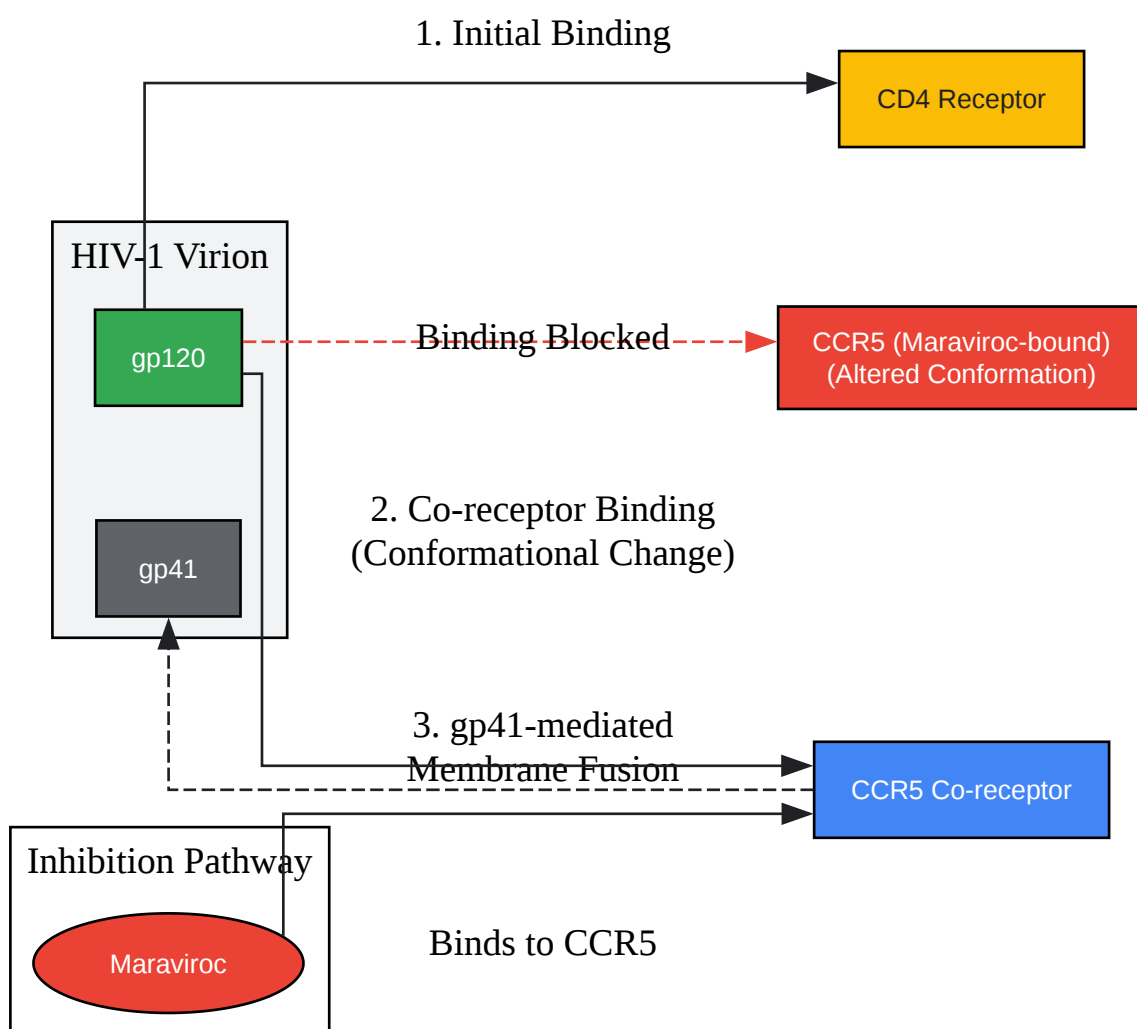 1. Initial Binding
CD4 Receptor
HIV-1 Virion
gp120
Binding Blocked
CCR5 (Maraviroc-bound)
(Altered Conformation)
2. Co-receptor Binding
(Conformational Change)
gp41
3. gp41-mediated
Membrane Fusion
CCR5 Co-receptor
Inhibition Pathway
Maraviroc
Binds to CCR5